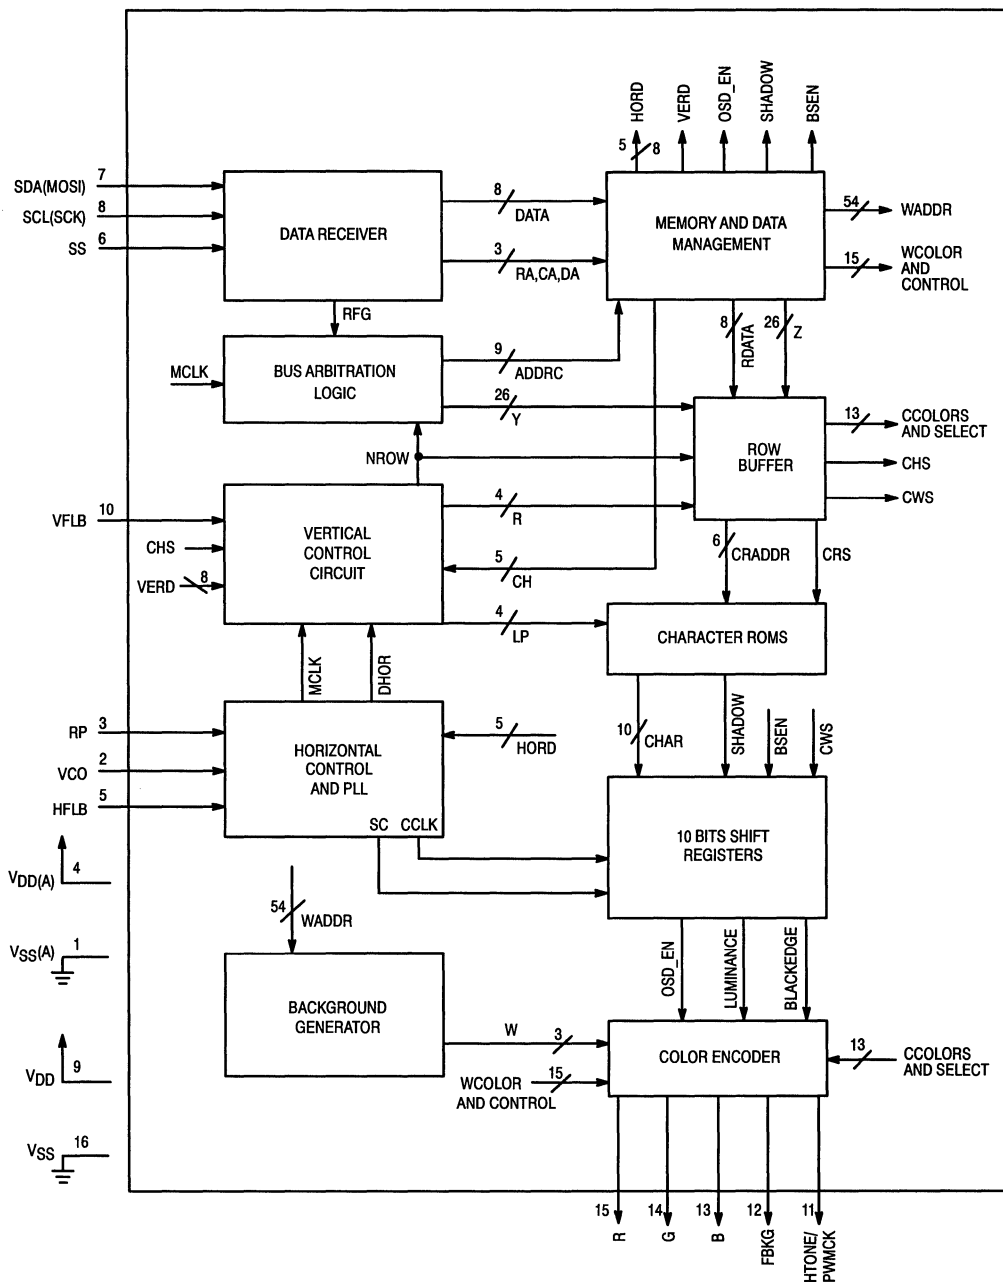 HORD
VERD
OSD_EN
SHADOW
BSEN
5
8
SDA(MOSI)
7
SCL(SCK)
8
SS
6
DATA RECEIVER
8
DATA
3
RA,CA,DA
MEMORY AND DATA
MANAGEMENT
54
WADDR
15
WCOLOR
AND
CONTROL
RFG
MCLK
BUS ARBITRATION
LOGIC
9
ADDRC
26
Y
8
RDATA
26
Z
NROW
ROW
BUFFER
13
CCOLORS
AND SELECT
CHS
CWS
VFLB
10
CHS
VERD
8
VERTICAL
CONTROL
CIRCUIT
4
R
5
CH
4
LP
6
CRADDR
CRS
CHARACTER ROMS
MCLK
DHOR
RP
3
VCO
2
HFLB
5
HORIZONTAL
CONTROL
AND PLL
SC
CCLK
5
HORD
10
CHAR
SHADOW
BSEN
CWS
10 BITS SHIFT
REGISTERS
VDD(A)
4
VSS(A)
1
VDD
9
VSS
16
54
WADDR
BACKGROUND
GENERATOR
W
3
WCOLOR
AND CONTROL
15
OSD_EN
LUMINANCE
BLACKEDGE
COLOR ENCODER
13
CCOLORS
AND SELECT
15
R
14
G
13
B
12
FBKG
11
HTONE/
PWMCK